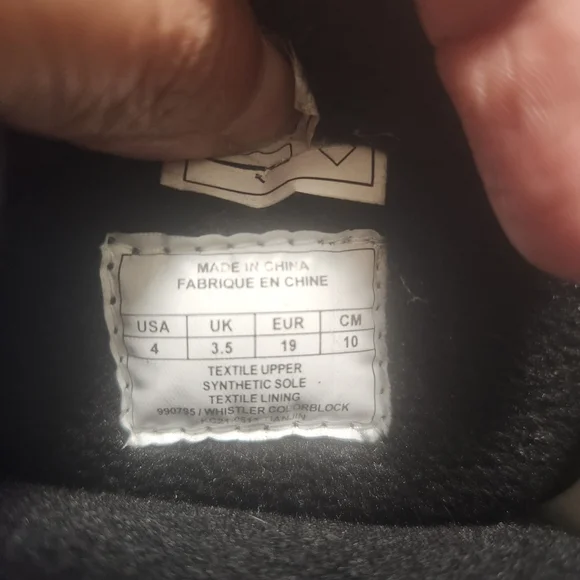 MADE IN CHINA
FABRIQUE EN CHINE
USA UK EUR CM
4 3.5 19 10
TEXTILE UPPER
SYNTHETIC SOLE
TEXTILE LINING
990795 / WHISTLER COLORBLOCK